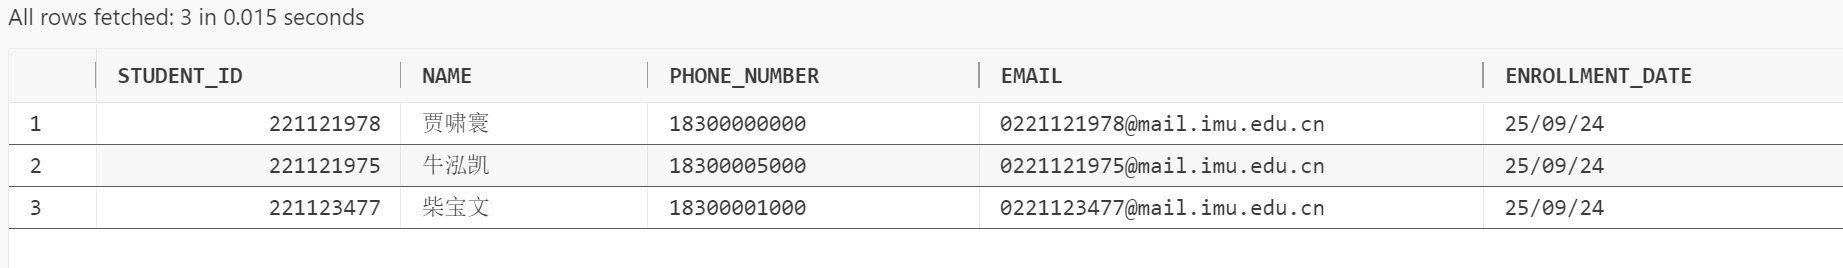 All rows fetched: 3 in 0.015 seconds
STUDENT_ID NAME PHONE_NUMBER EMAIL ENROLLMENT_DATE
1 221121978 贾啸寰 18300000000 0221121978@mail.imu.edu.cn 25/09/24
2 221121975 牛泓凯 18300005000 0221121975@mail.imu.edu.cn 25/09/24
3 221123477 柴宝文 18300001000 0221123477@mail.imu.edu.cn 25/09/24